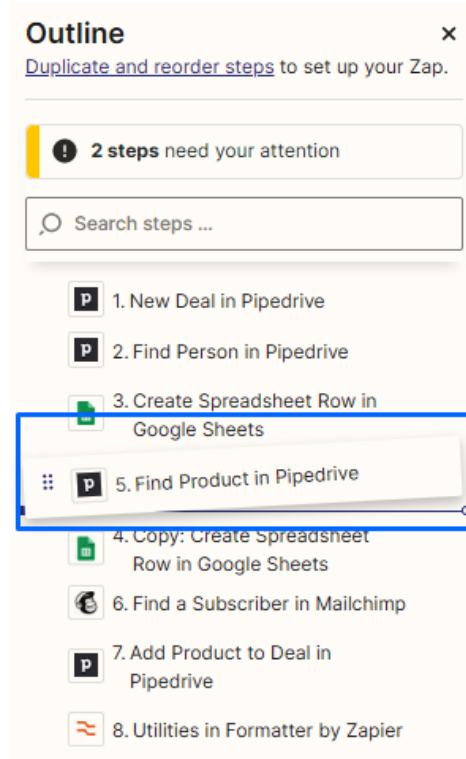 Outline
Duplicate and reorder steps to set up your Zap.
2 steps need your attention
Search steps ...
1. New Deal in Pipedrive
2. Find Person in Pipedrive
3. Create Spreadsheet Row in
Google Sheets
5. Find Product in Pipedrive
4. Copy: Create Spreadsheet
Row in Google Sheets
6. Find a Subscriber in Mailchimp
7. Add Product to Deal in
Pipedrive
8. Utilities in Formatter by Zapier